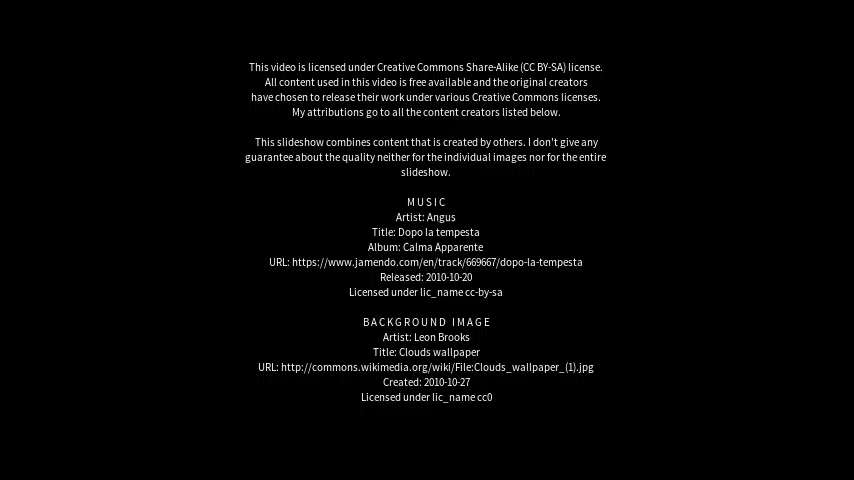 This video is licensed under Creative Commons Share-Alike (CC BY-SA) license.
All content used in this video is free available and the original creators
have chosen to release their work under various Creative Commons licenses.
My attributions go to all the content creators listed below.
This slideshow combines content that is created by others. I don't give any
guarantee about the quality neither for the individual images nor for the entire
slideshow.
MUSIC
Artist: Angus
Title: Dopo la tempesta
Album: Calma Apparente
URL: https://www.jamendo.com/en/track/669667/dopo-la-tempesta
Released: 2010-10-20
Licensed under lic_name cc-by-sa
BACKGROUND IMAGE
Artist: Leon Brooks
Title: Clouds wallpaper
URL: http://commons.wikimedia.org/wiki/File:Clouds_wallpaper_(1).jpg
Created: 2010-10-27
Licensed under lic_name cc0